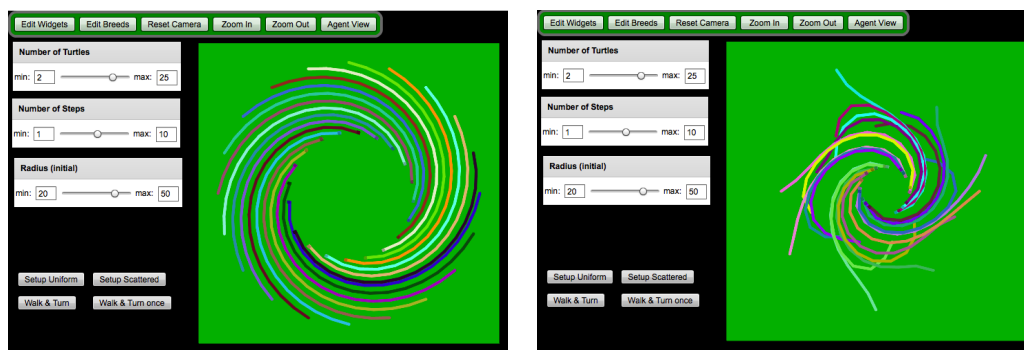 Edit Widgets Edit Breeds Reset Camera Zoom In Zoom Out Agent View
Number of Turtles
min: 2 max: 25
Number of Steps
min: 1 max: 10
Radius (initial)
min: 20 max: 50
Setup Uniform Setup Scattered
Walk & Turn Walk & Turn once
Edit Widgets Edit Breeds Reset Camera Zoom In Zoom Out Agent View
Number of Turtles
min: 2 max: 25
Number of Steps
min: 1 max: 10
Radius (initial)
min: 20 max: 50
Setup Uniform Setup Scattered
Walk & Turn Walk & Turn once